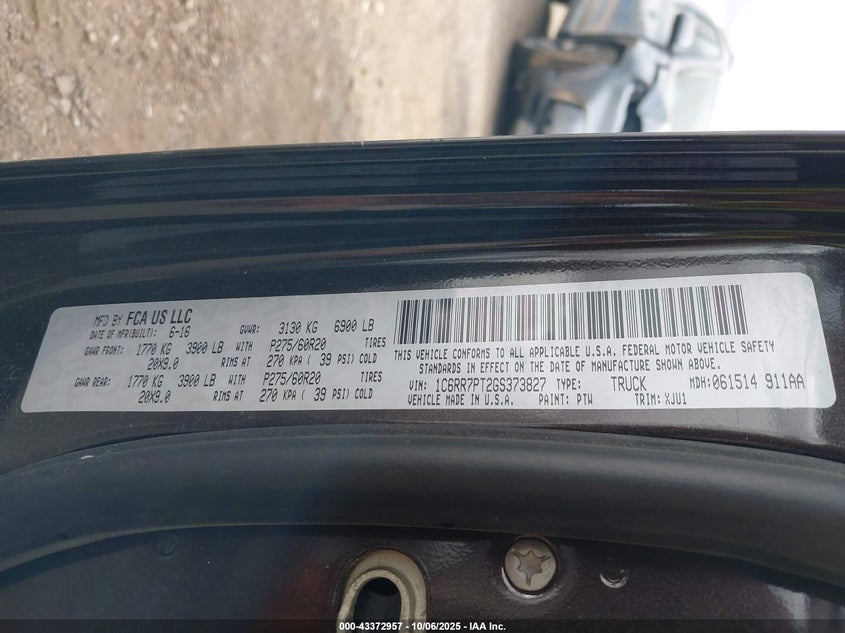 MFD BY FCA US LLC
DATE OF MFR(BUILT): 6-16 GVWR: 3130 KG 6900 LB
GAWR FRONT: 1770 KG 3900 LB WITH P275/60R20 TIRES
20X9.0 RIMS AT 270 KPA ( 39 PSI) COLD
GAWR REAR: 1770 KG 3900 LB WITH P275/60R20 TIRES
20X9.0 RIMS AT 270 KPA ( 39 PSI) COLD
THIS VEHICLE CONFORMS TO ALL APPLICABLE U.S.A. FEDERAL MOTOR VEHICLE SAFETY
STANDARDS IN EFFECT ON THE DATE OF MANUFACTURE SHOWN ABOVE.
VIN: 1C6RR7PT2GS373827 TYPE: TRUCK MDH: 061514 911AA
VEHICLE MADE IN U.S.A. PAINT: PTW TRIM: XJU1
000-43372957 - 10/06/2025 - IAA Inc.